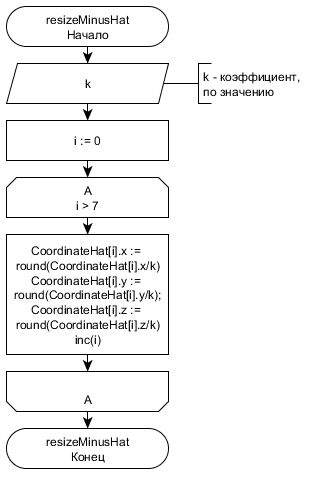 resizeMinusHat
Начало
k
k - коэффициент,
по значению
i := 0
A
i > 7
CoordinateHat[i].x :=
round(CoordinateHat[i].x/k)
CoordinateHat[i].y :=
round(CoordinateHat[i].y/k);
CoordinateHat[i].z :=
round(CoordinateHat[i].z/k)
inc(i)
A
resizeMinusHat
Конец